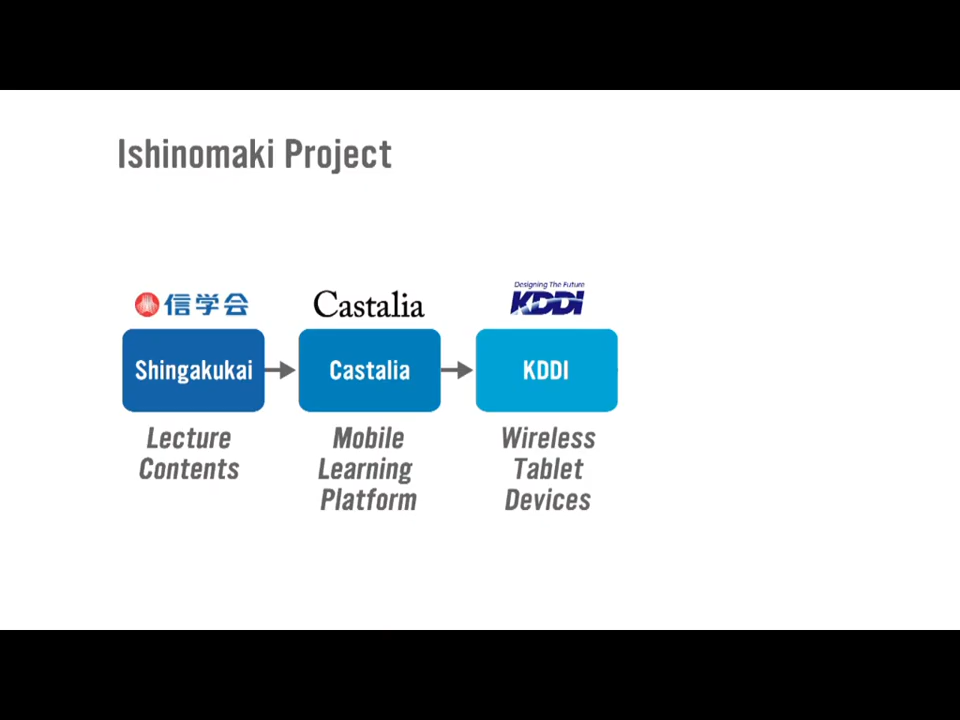 Ishinomaki Project
信学会
Castalia
Designing The Future
KDDI
Shingakukai
Castalia
KDDI
Lecture
Contents
Mobile
Learning
Platform
Wireless
Tablet
Devices